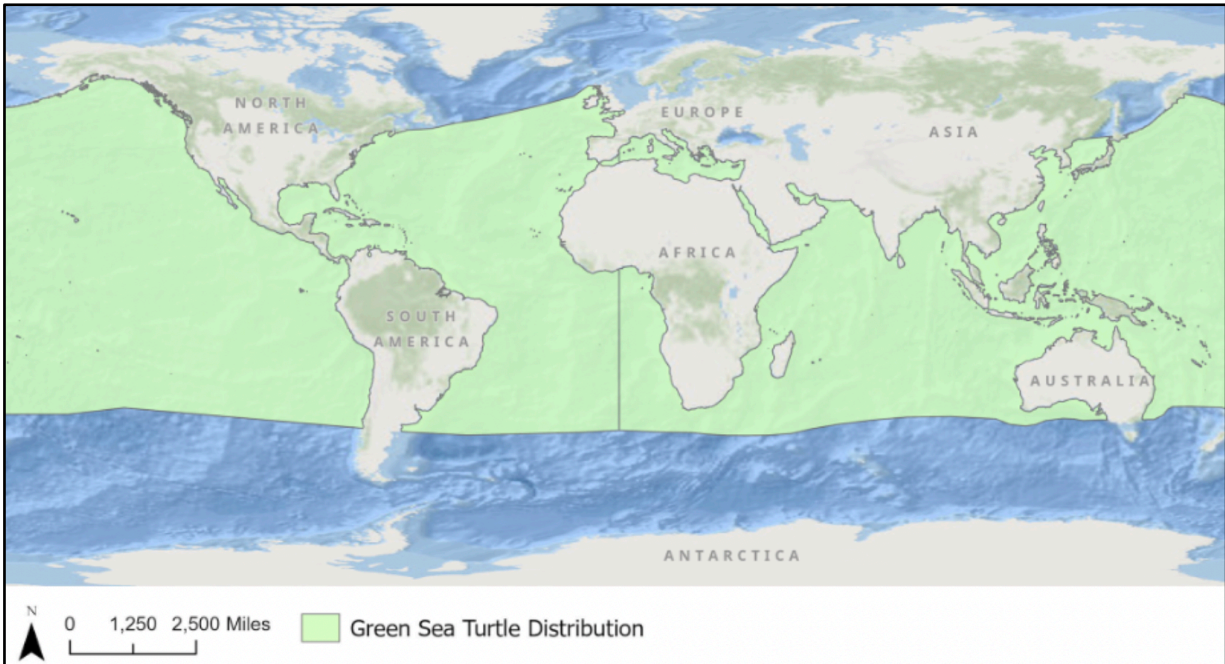 NORTH
AMERICA
EUROPE
ASIA
AFRICA
SOUTH
AMERICA
AUSTRALIA
ANTARCTICA
N
0 1,250 2,500 Miles
Green Sea Turtle Distribution